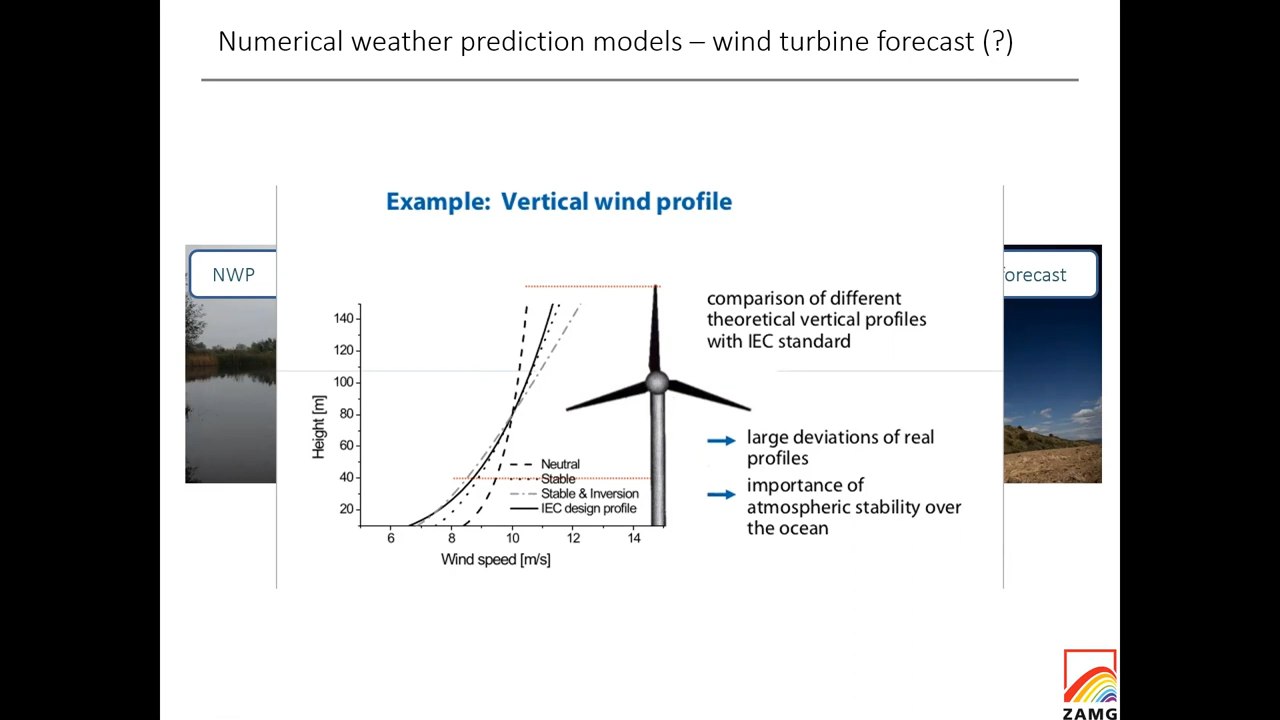 Numerical weather prediction models – wind turbine forecast (?)
Example: Vertical wind profile
NWP
forecast
comparison of different
theoretical vertical profiles
with IEC standard
140
120
100
80
60
40
20
Height [m]
Neutral
Stable
Stable & Inversion
IEC design profile
6 8 10 12 14
Wind speed [m/s]
large deviations of real
profiles
importance of
atmospheric stability over
the ocean
ZAMG